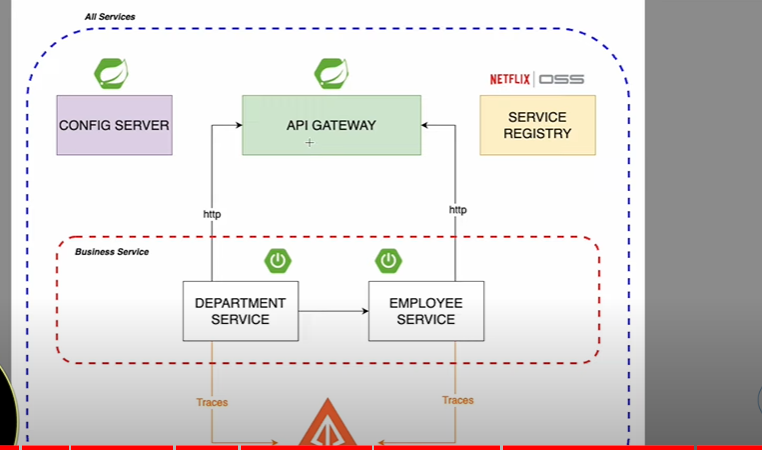 All Services
NETFLIX OSS
CONFIG SERVER
API GATEWAY
SERVICE
REGISTRY
http
http
Business Service
DEPARTMENT
SERVICE
EMPLOYEE
SERVICE
Traces
Traces